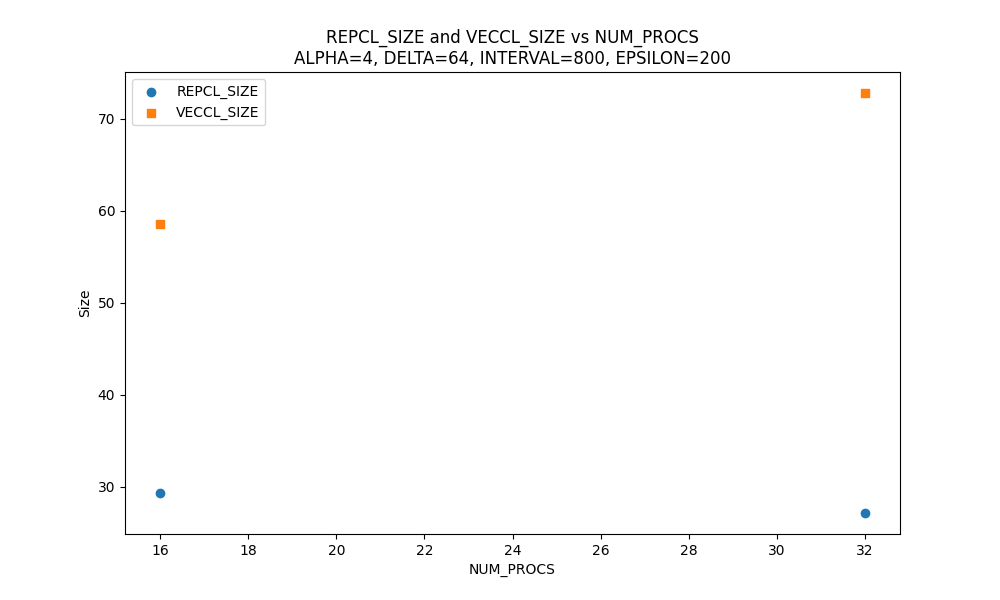 REPCL_SIZE and VECCL_SIZE vs NUM_PROCS
ALPHA=4, DELTA=64, INTERVAL=800, EPSILON=200
REPCL_SIZE
VECCL_SIZE
Size
70
60
50
40
30
16 18 20 22 24 26 28 30 32
NUM_PROCS